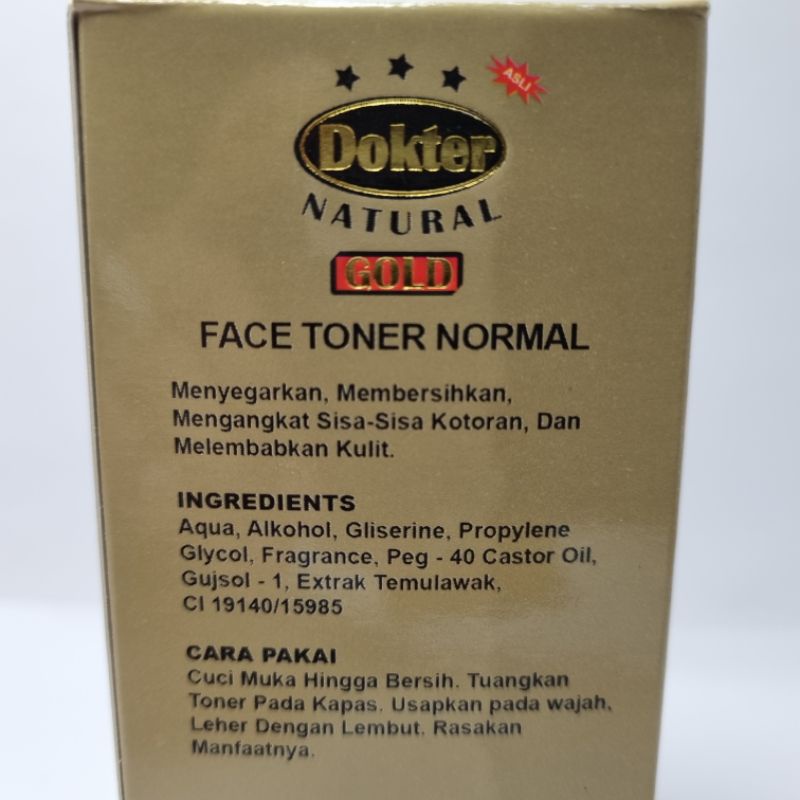 ASLI
Dokter
NATURAL
GOLD
FACE TONER NORMAL
Menyegarkan, Membersihkan,
Mengangkat Sisa-Sisa Kotoran, Dan
Melembabkan Kulit.
INGREDIENTS
Aqua, Alkohol, Gliserine, Propylene
Glycol, Fragrance, Peg - 40 Castor Oil,
Gujsol - 1, Extrak Temulawak,
CI 19140/15985
CARA PAKAI
Cuci Muka Hingga Bersih. Tuangkan
Toner Pada Kapas. Usapkan pada wajah,
Leher Dengan Lembut. Rasakan
Manfaatnya.